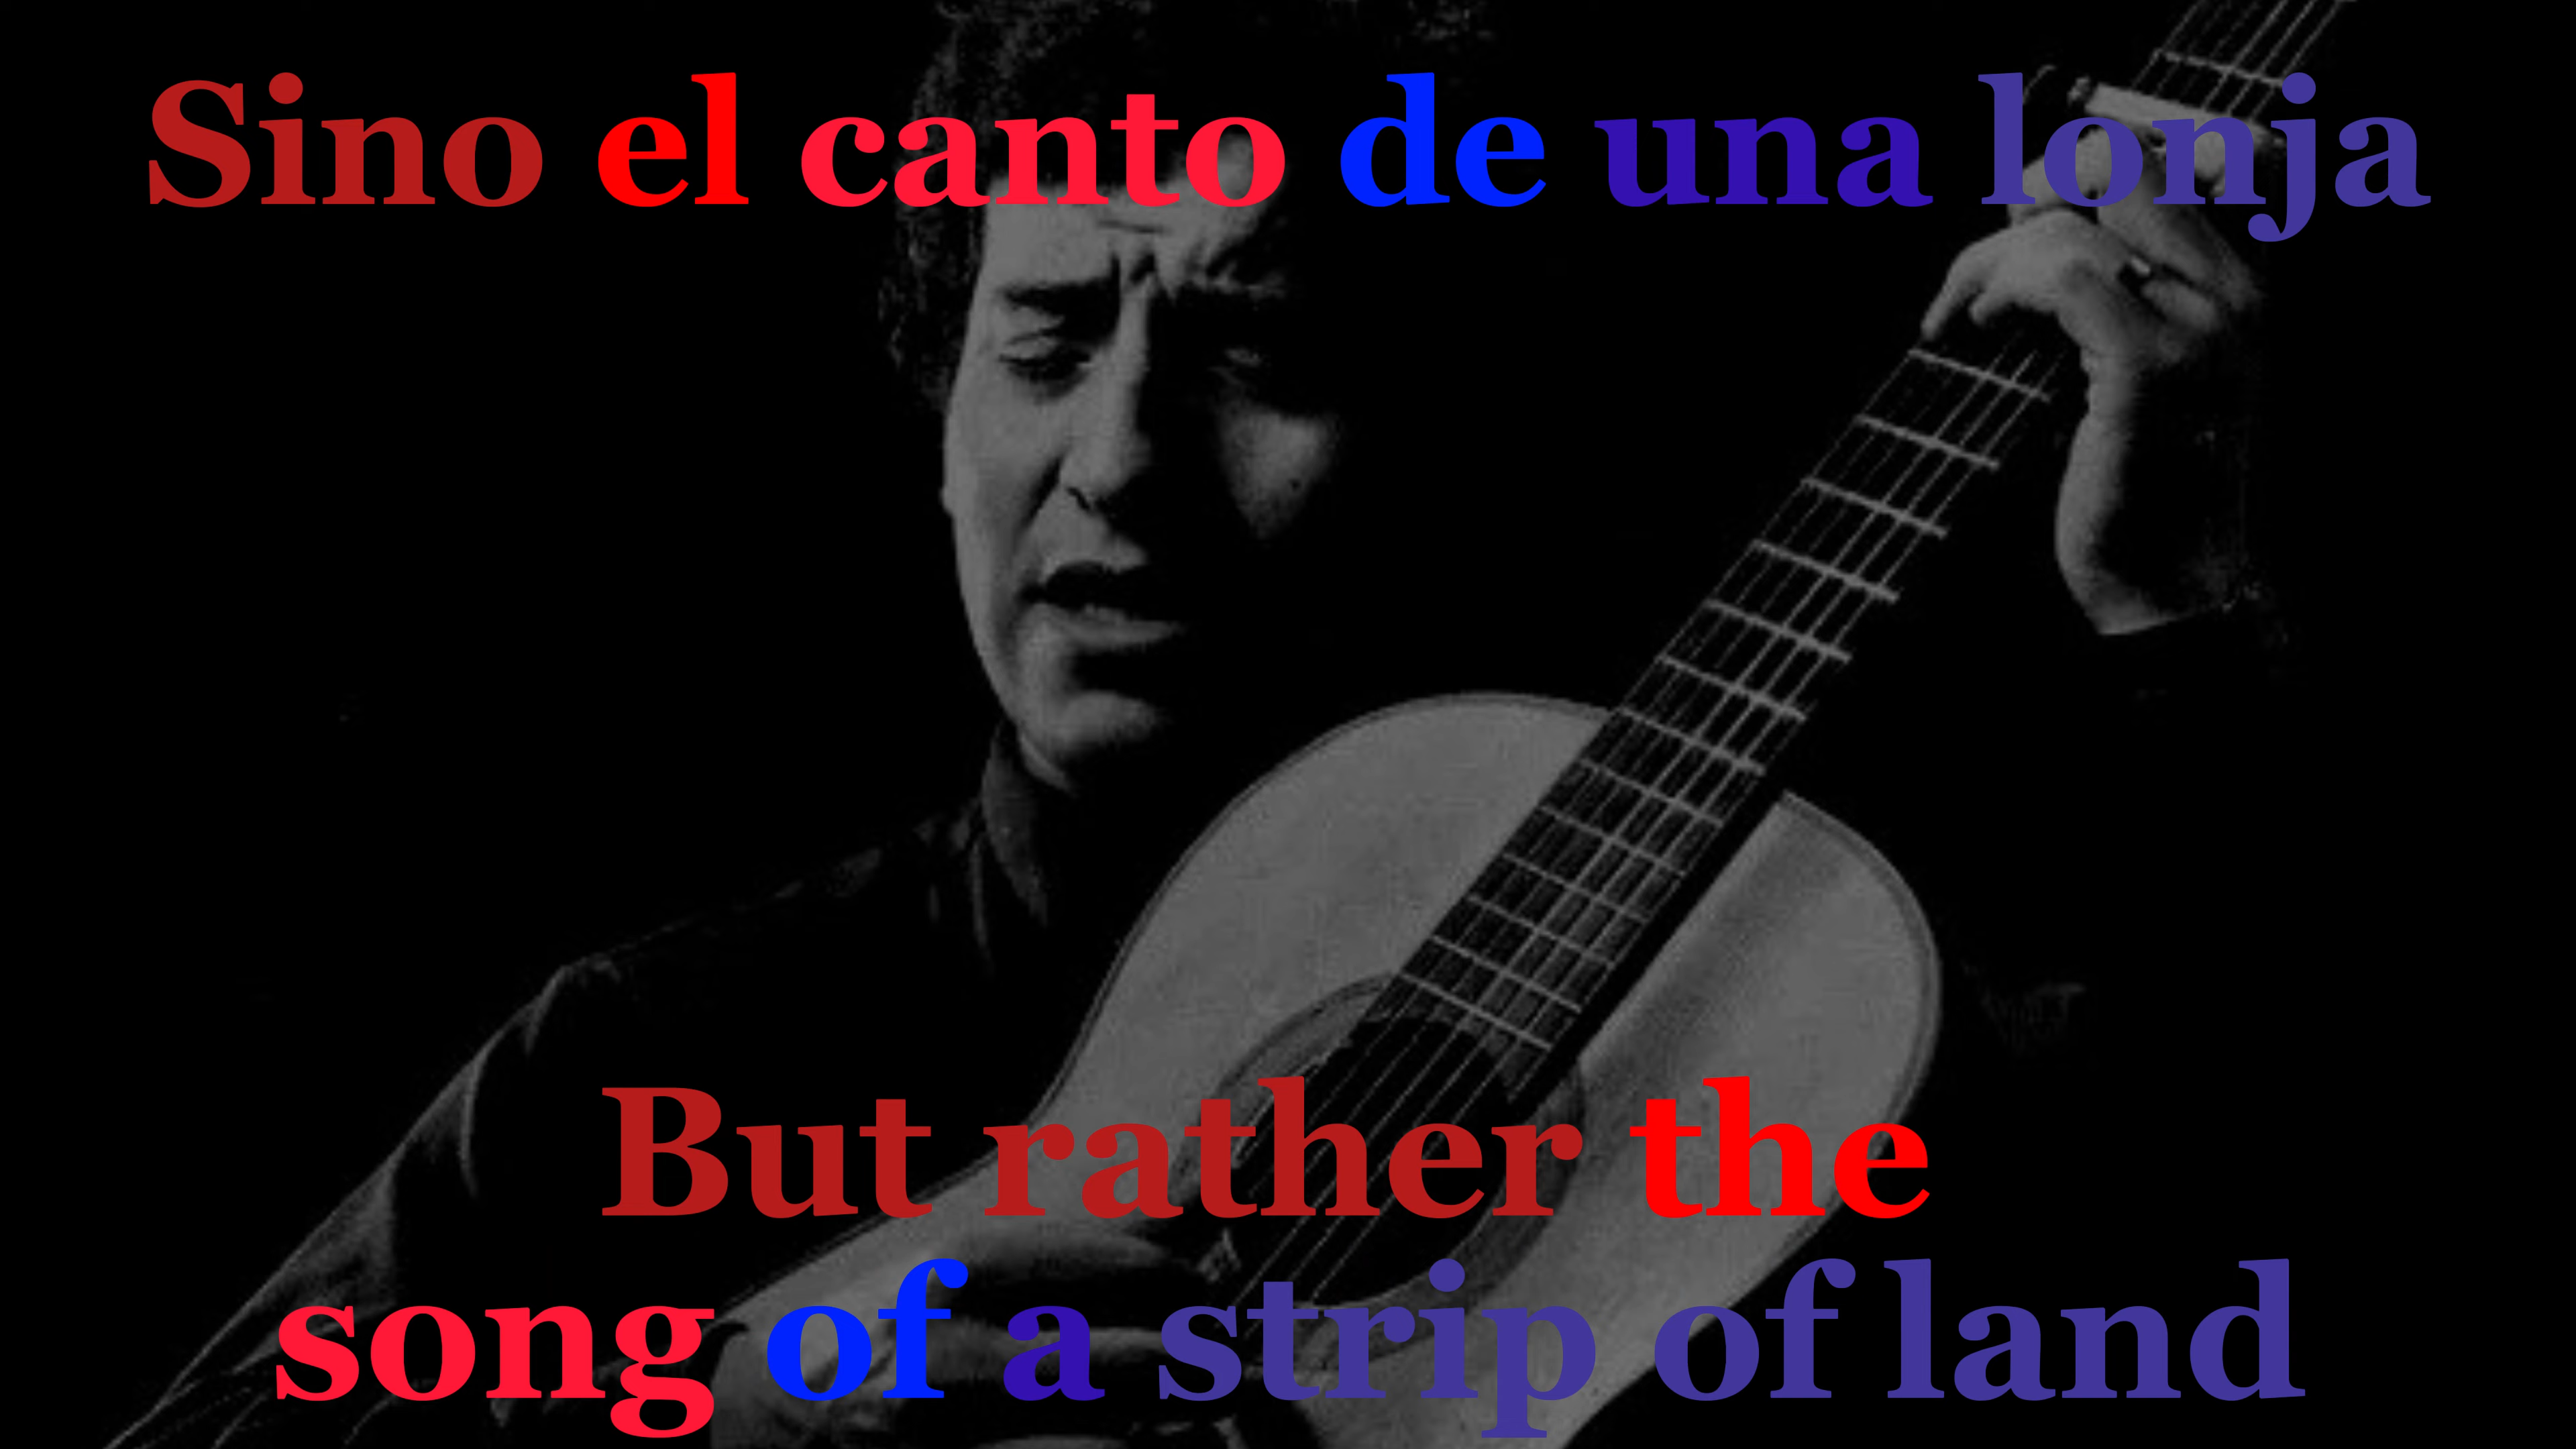 Sino el canto de una lonja
But rather the
song of a strip of land